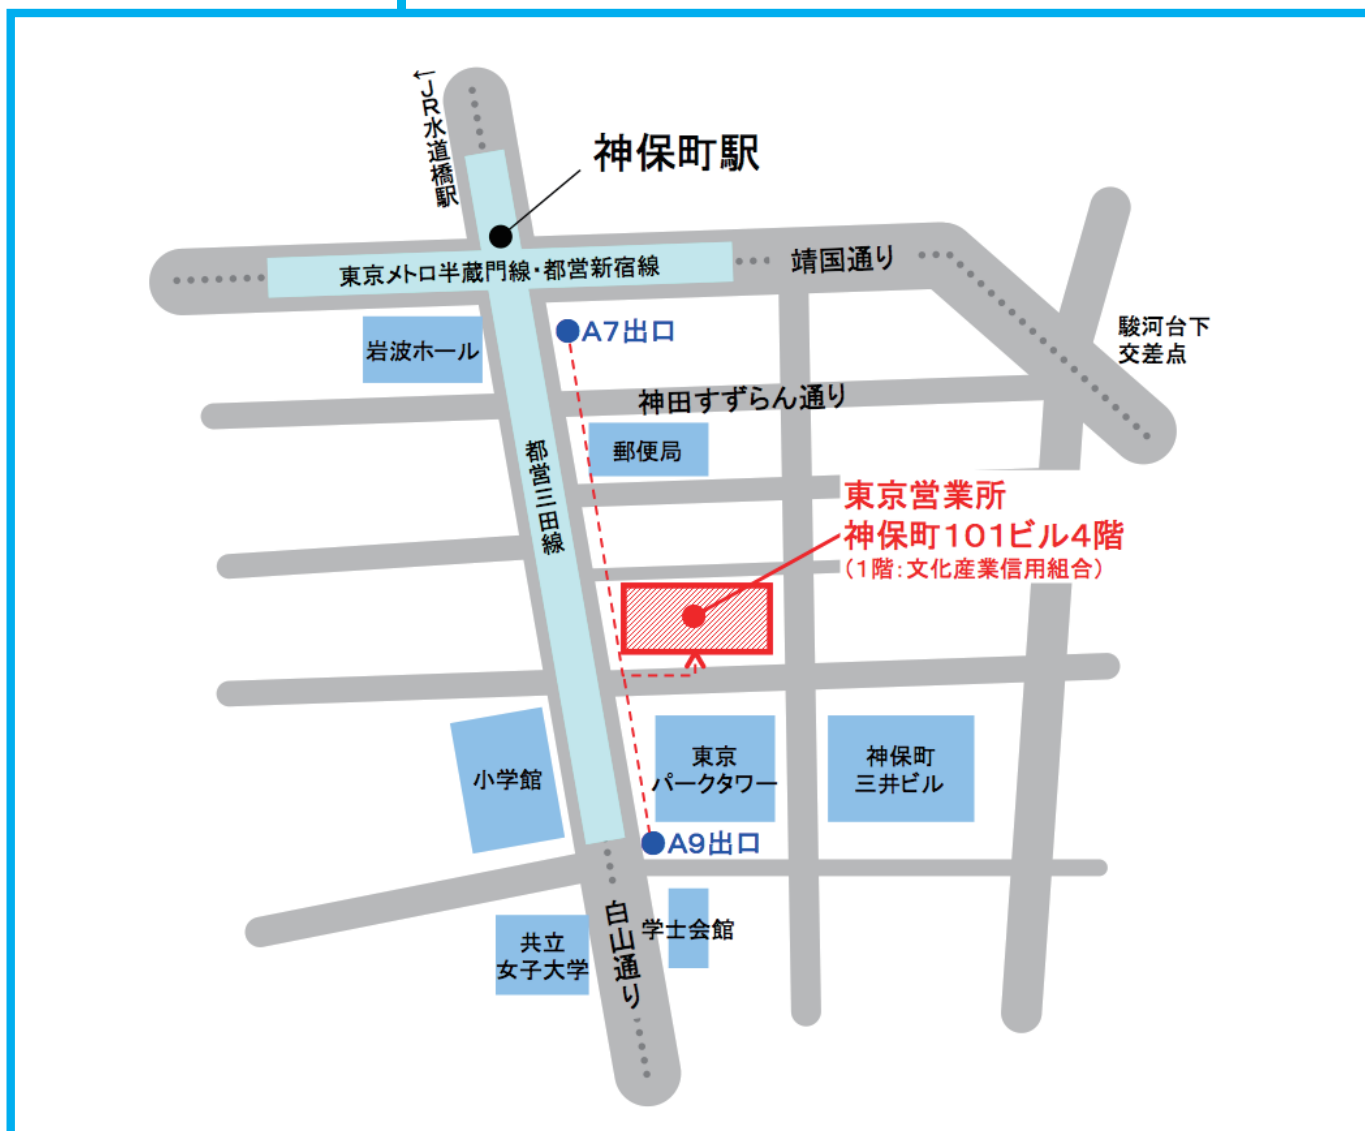 ←JR水道橋駅
神保町駅
東京メトロ半蔵門線・都営新宿線
靖国通り
岩波ホール
A7出口
駿河台下
交差点
神田すずらん通り
郵便局
都営三田線
東京営業所
神保町101ビル4階
(1階:文化産業信用組合)
小学館
東京
パークタワー
神保町
三井ビル
A9出口
白山通り
学士会館
共立
女子大学